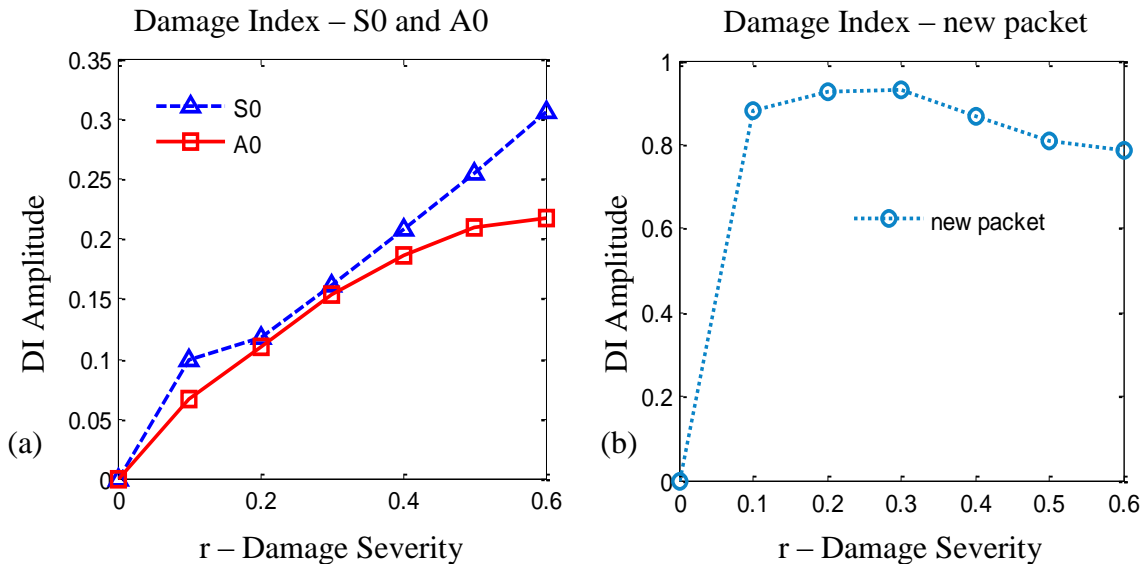 Damage Index – S0 and A0
0.35
0.3
0.25
0.2
0.15
0.1
0.05
0
S0
A0
DI Amplitude
(a)
0
0.2
0.4
0.6
r – Damage Severity
Damage Index – new packet
1
0.8
0.6
0.4
0.2
0
new packet
DI Amplitude
(b)
0
0.1
0.2
0.3
0.4
0.5
0.6
r – Damage Severity